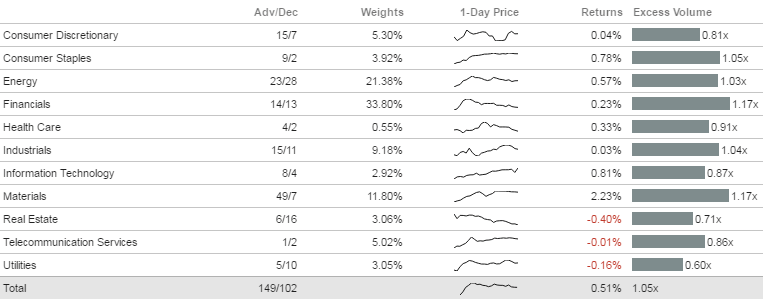 Adv/Dec Weights 1-Day Price Returns Excess Volume
Consumer Discretionary 15/7 5.30% 0.04% 0.81x
Consumer Staples 9/2 3.92% 0.78% 1.05x
Energy 23/28 21.38% 0.57% 1.03x
Financials 14/13 33.80% 0.23% 1.17x
Health Care 4/2 0.55% 0.33% 0.91x
Industrials 15/11 9.18% 0.03% 1.04x
Information Technology 8/4 2.92% 0.81% 0.87x
Materials 49/7 11.80% 2.23% 1.17x
Real Estate 6/16 3.06% -0.40% 0.71x
Telecommunication Services 1/2 5.02% -0.01% 0.86x
Utilities 5/10 3.05% -0.16% 0.60x
Total 149/102 0.51% 1.05x